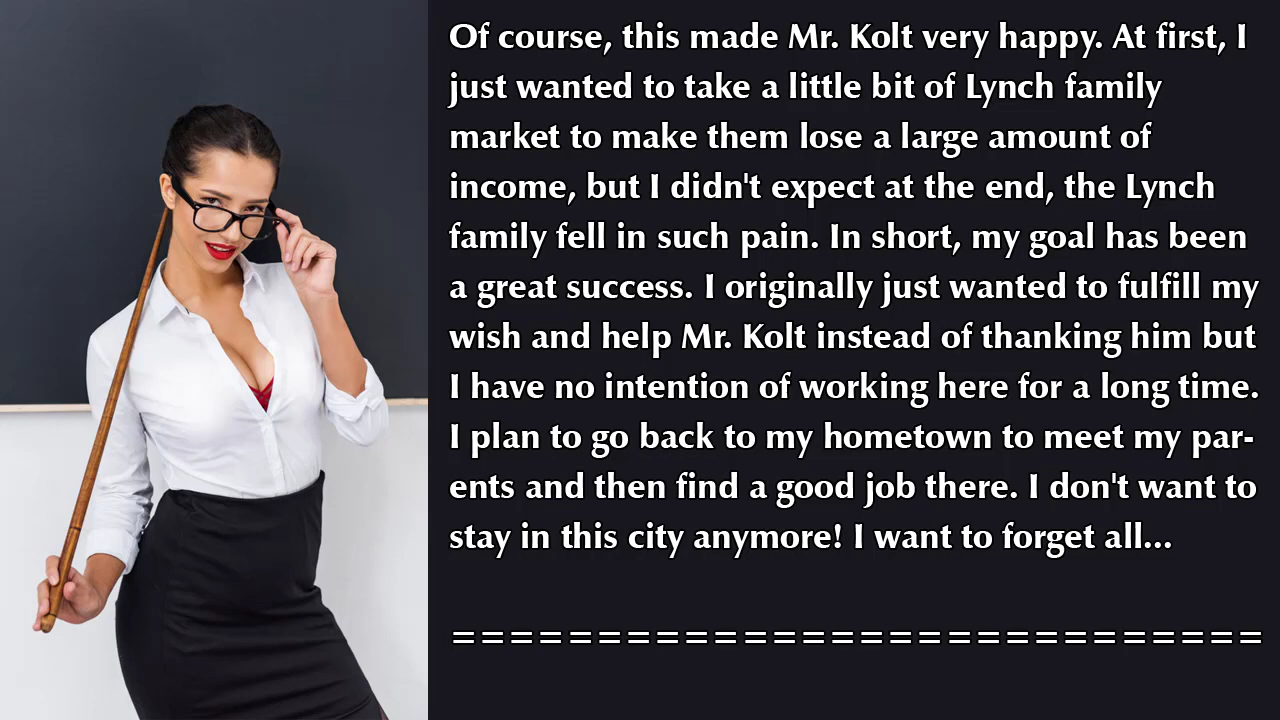 Of course, this made Mr. Kolt very happy. At first, I
just wanted to take a little bit of Lynch family
market to make them lose a large amount of
income, but I didn't expect at the end, the Lynch
family fell in such pain. In short, my goal has been
a great success. I originally just wanted to fulfill my
wish and help Mr. Kolt instead of thanking him but
I have no intention of working here for a long time.
I plan to go back to my hometown to meet my par-
ents and then find a good job there. I don't want to
stay in this city anymore! I want to forget all...
============================